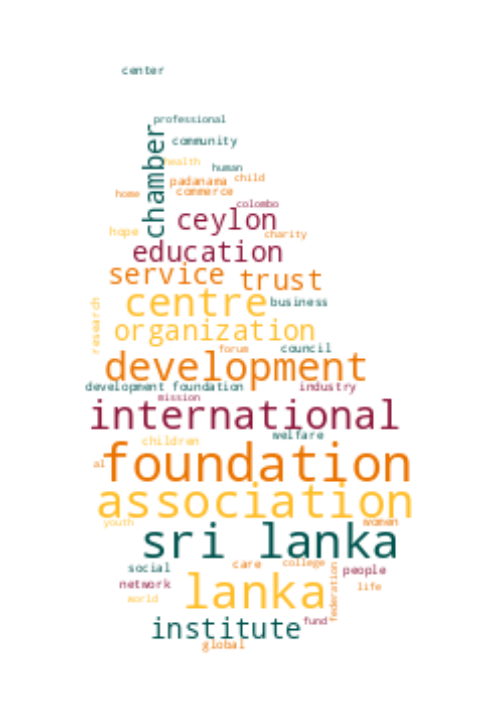 center
professional
chamber
community
health
human
padanama
child
home
commerce
colombo
ceylon
hope
charity
education
service
trust
centre
business
research
organization
forum
council
development
development foundation
industry
mission
international
welfare
children
al
foundation
association
youth
women
sri lanka
social
care
college
people
network
lanka
federation
life
world
institute
fund
global